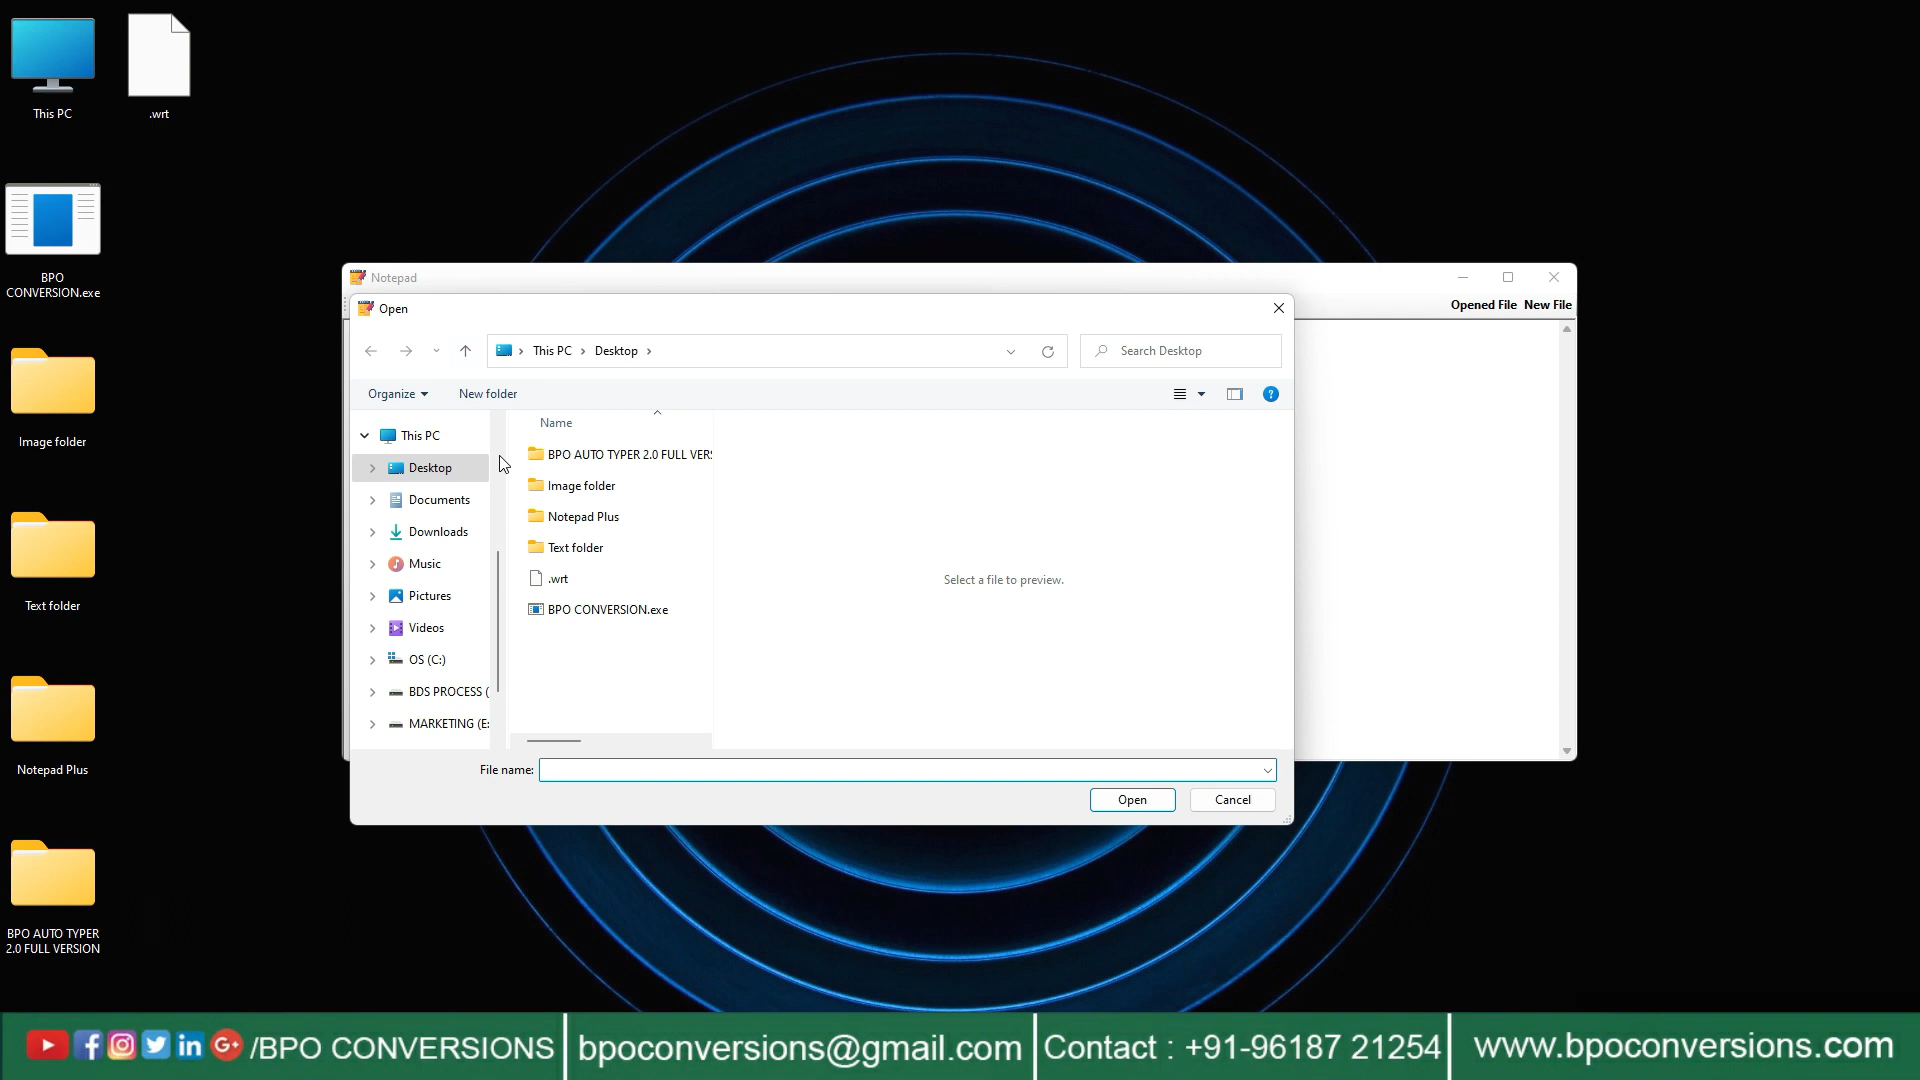 This PC
.wrt
BPO
CONVERSION.exe
Image folder
Text folder
Notepad Plus
BPO AUTO TYPER
2.0 FULL VERSION
Notepad
Opened File New File
Open
This PC Desktop
Search Desktop
Organize New folder
Name
This PC
Desktop
Documents
Downloads
Music
Pictures
Videos
OS (C:)
BDS PROCESS (
MARKETING (E:
BPO AUTO TYPER 2.0 FULL VERS
Image folder
Notepad Plus
Text folder
.wrt
BPO CONVERSION.exe
Select a file to preview.
File name:
Open Cancel
/BPO CONVERSIONS bpoconversions@gmail.com Contact : +91-96187 21254 www.bpoconversions.com